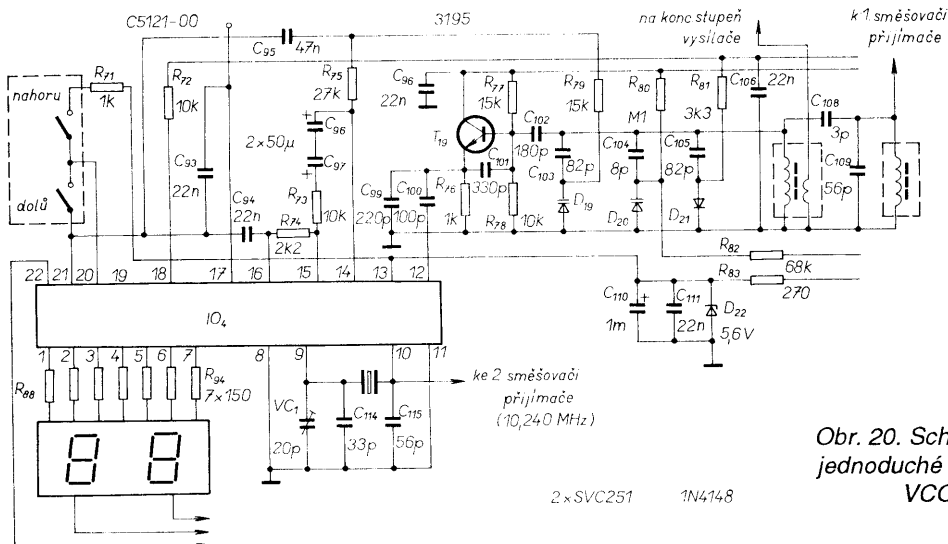 C5121-00
3195
na konc. stupeň
vysílače
k 1. směšovači
přijímače
C95
47n
R71
1k
nahoru
dolů
R72
10k
R75
27k
C96
22n
R77
15k
R79
15k
R80
M1
R81
3k3
C106
22n
C108
3p
C109
56p
2×50µ
C96
C97
T19
C102
180p
C103
82p
C104
8p
C105
82p
C93
22n
C94
22n
R74
2k2
R73
10k
C99
220p
C100
100p
R76
1k
C101
330p
R78
10k
D19
D20
D21
R82
68k
R83
270
22 21 20 19 18 17 16 15 14 13 12
IO4
1 2 3 4 5 6 7 8 9 10 11
C110
1m
C111
22n
D22
5,6V
R88
R94
7×150
VC1
20p
C114
33p
C115
56p
ke 2 směšovači
přijímače
(10,240 MHz)
8 8
2×SVC251
1N4148
Obr. 20. Sch
jednoduché
VCO